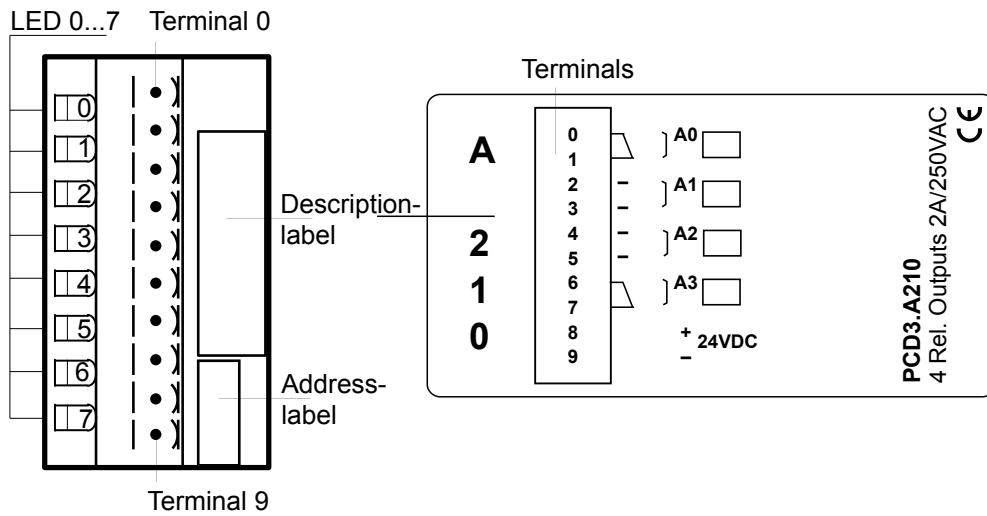 LED 0...7
Terminal 0
0
1
2
3
4
5
6
7
Description-
label
Address-
label
Terminal 9
Terminals
A
2
1
0
0
1
2 –
3 –
4 –
5 –
6
7
8
9
A0
A1
A2
A3
+
– 24VDC
PCD3.A210
4 Rel. Outputs 2A/250VAC
CE